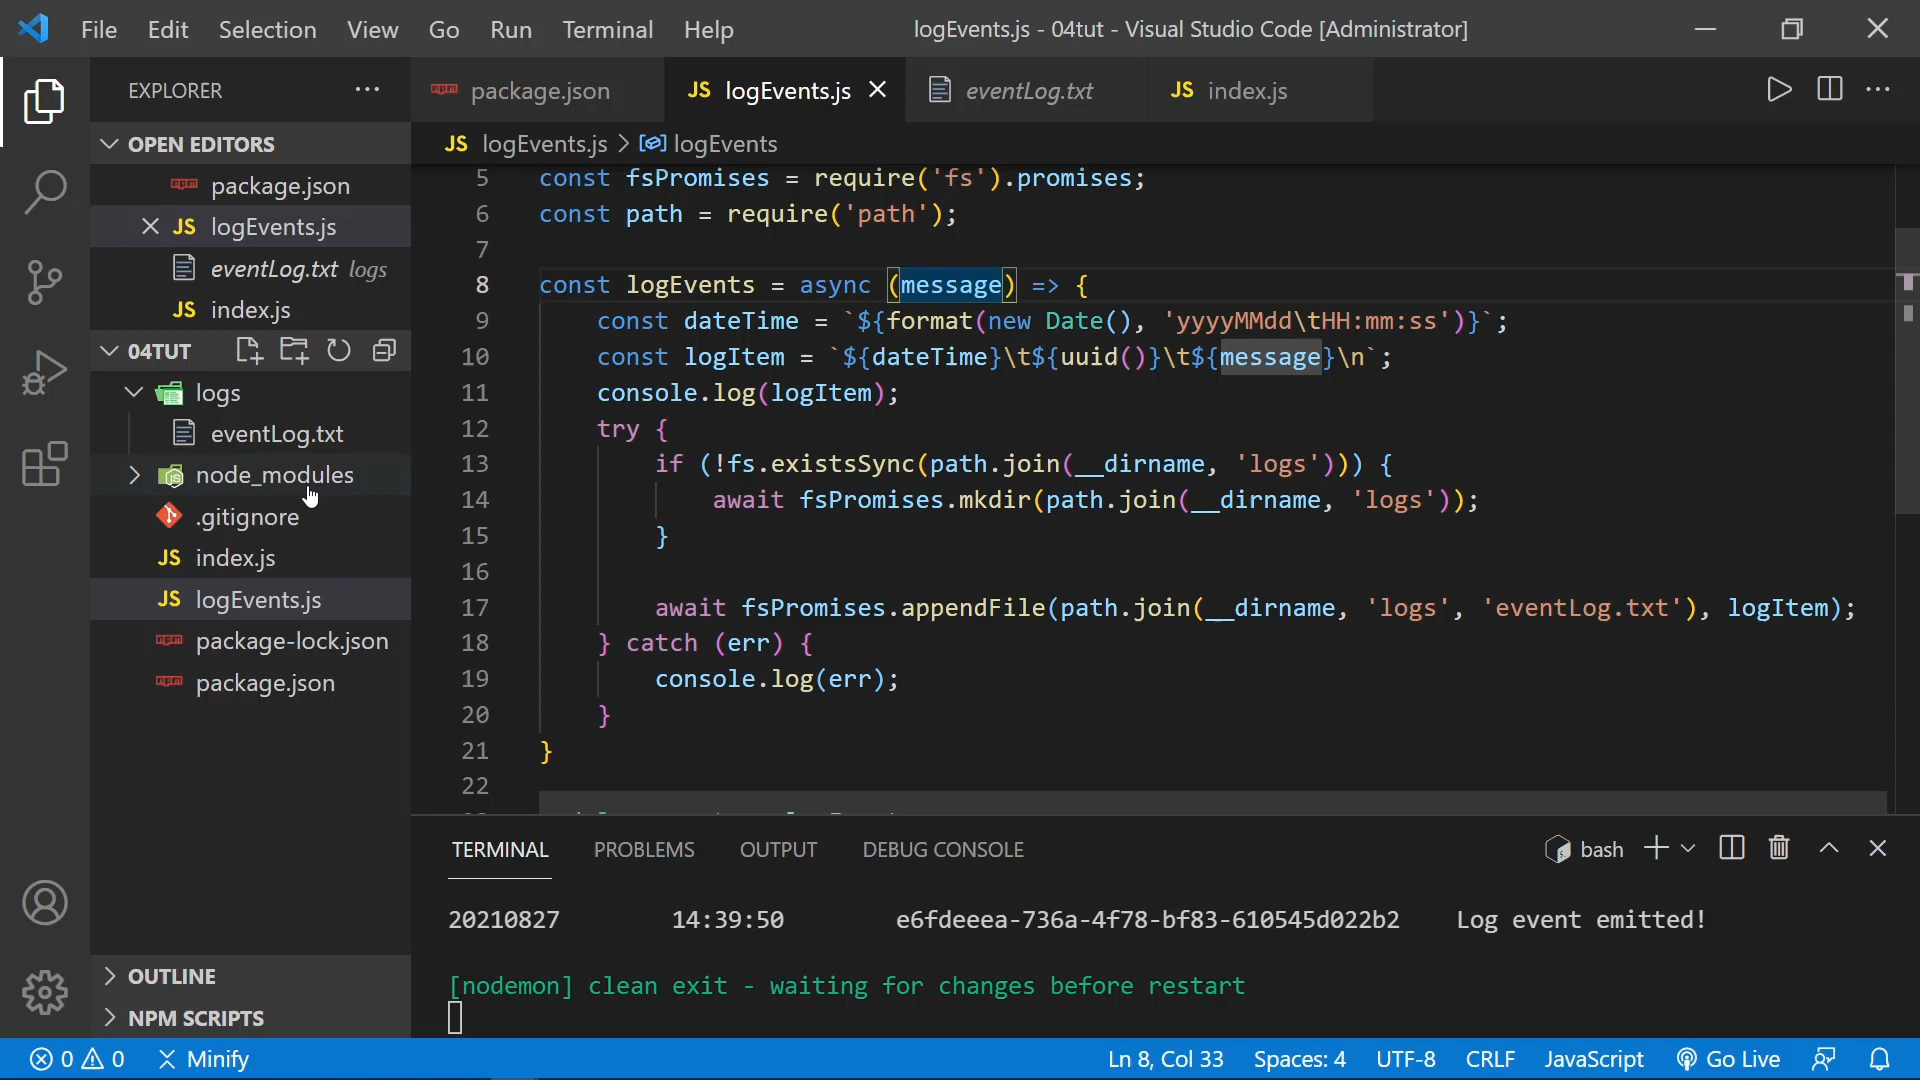 File Edit Selection View Go Run Terminal Help logEvents.js - 04tut - Visual Studio Code [Administrator]
EXPLORER
OPEN EDITORS
package.json
JS logEvents.js
eventLog.txt logs
JS index.js
04TUT
logs
eventLog.txt
node_modules
.gitignore
JS index.js
JS logEvents.js
package-lock.json
package.json
OUTLINE
NPM SCRIPTS
package.json JS logEvents.js eventLog.txt JS index.js
JS logEvents.js > logEvents
5 const fsPromises = require('fs').promises;
6 const path = require('path');
7
8 const logEvents = async (message) => {
9 const dateTime = `${format(new Date(), 'yyyyMMdd\tHH:mm:ss')}`;
10 const logItem = `${dateTime}\t${uuid()}\t${message}\n`;
11 console.log(logItem);
12 try {
13 if (!fs.existsSync(path.join(__dirname, 'logs'))) {
14 await fsPromises.mkdir(path.join(__dirname, 'logs'));
15 }
16
17 await fsPromises.appendFile(path.join(__dirname, 'logs', 'eventLog.txt'), logItem);
18 } catch (err) {
19 console.log(err);
20 }
21 }
22
TERMINAL PROBLEMS OUTPUT DEBUG CONSOLE bash
20210827 14:39:50 e6fdeeea-736a-4f78-bf83-610545d022b2 Log event emitted!
[nodemon] clean exit - waiting for changes before restart
0 0 Minify Ln 8, Col 33 Spaces: 4 UTF-8 CRLF JavaScript Go Live